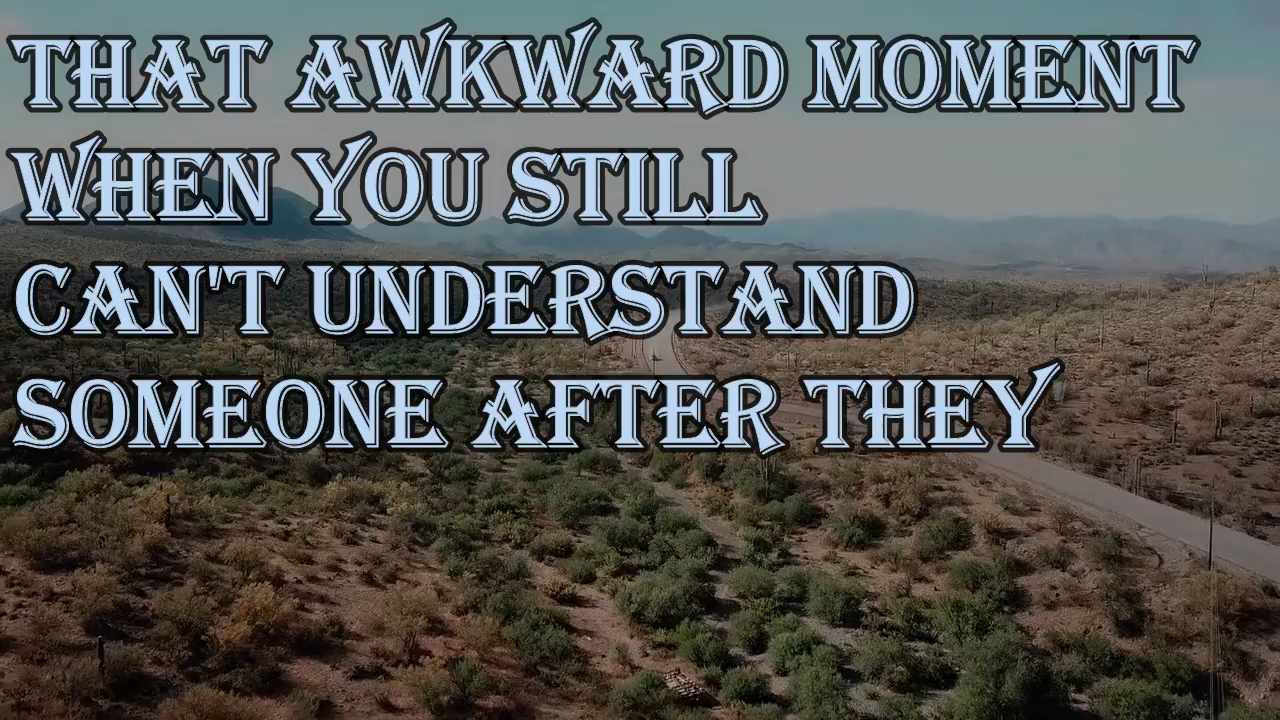 THAT AWKWARD MOMENT
WHEN YOU STILL
CAN'T UNDERSTAND
SOMEONE AFTER THEY